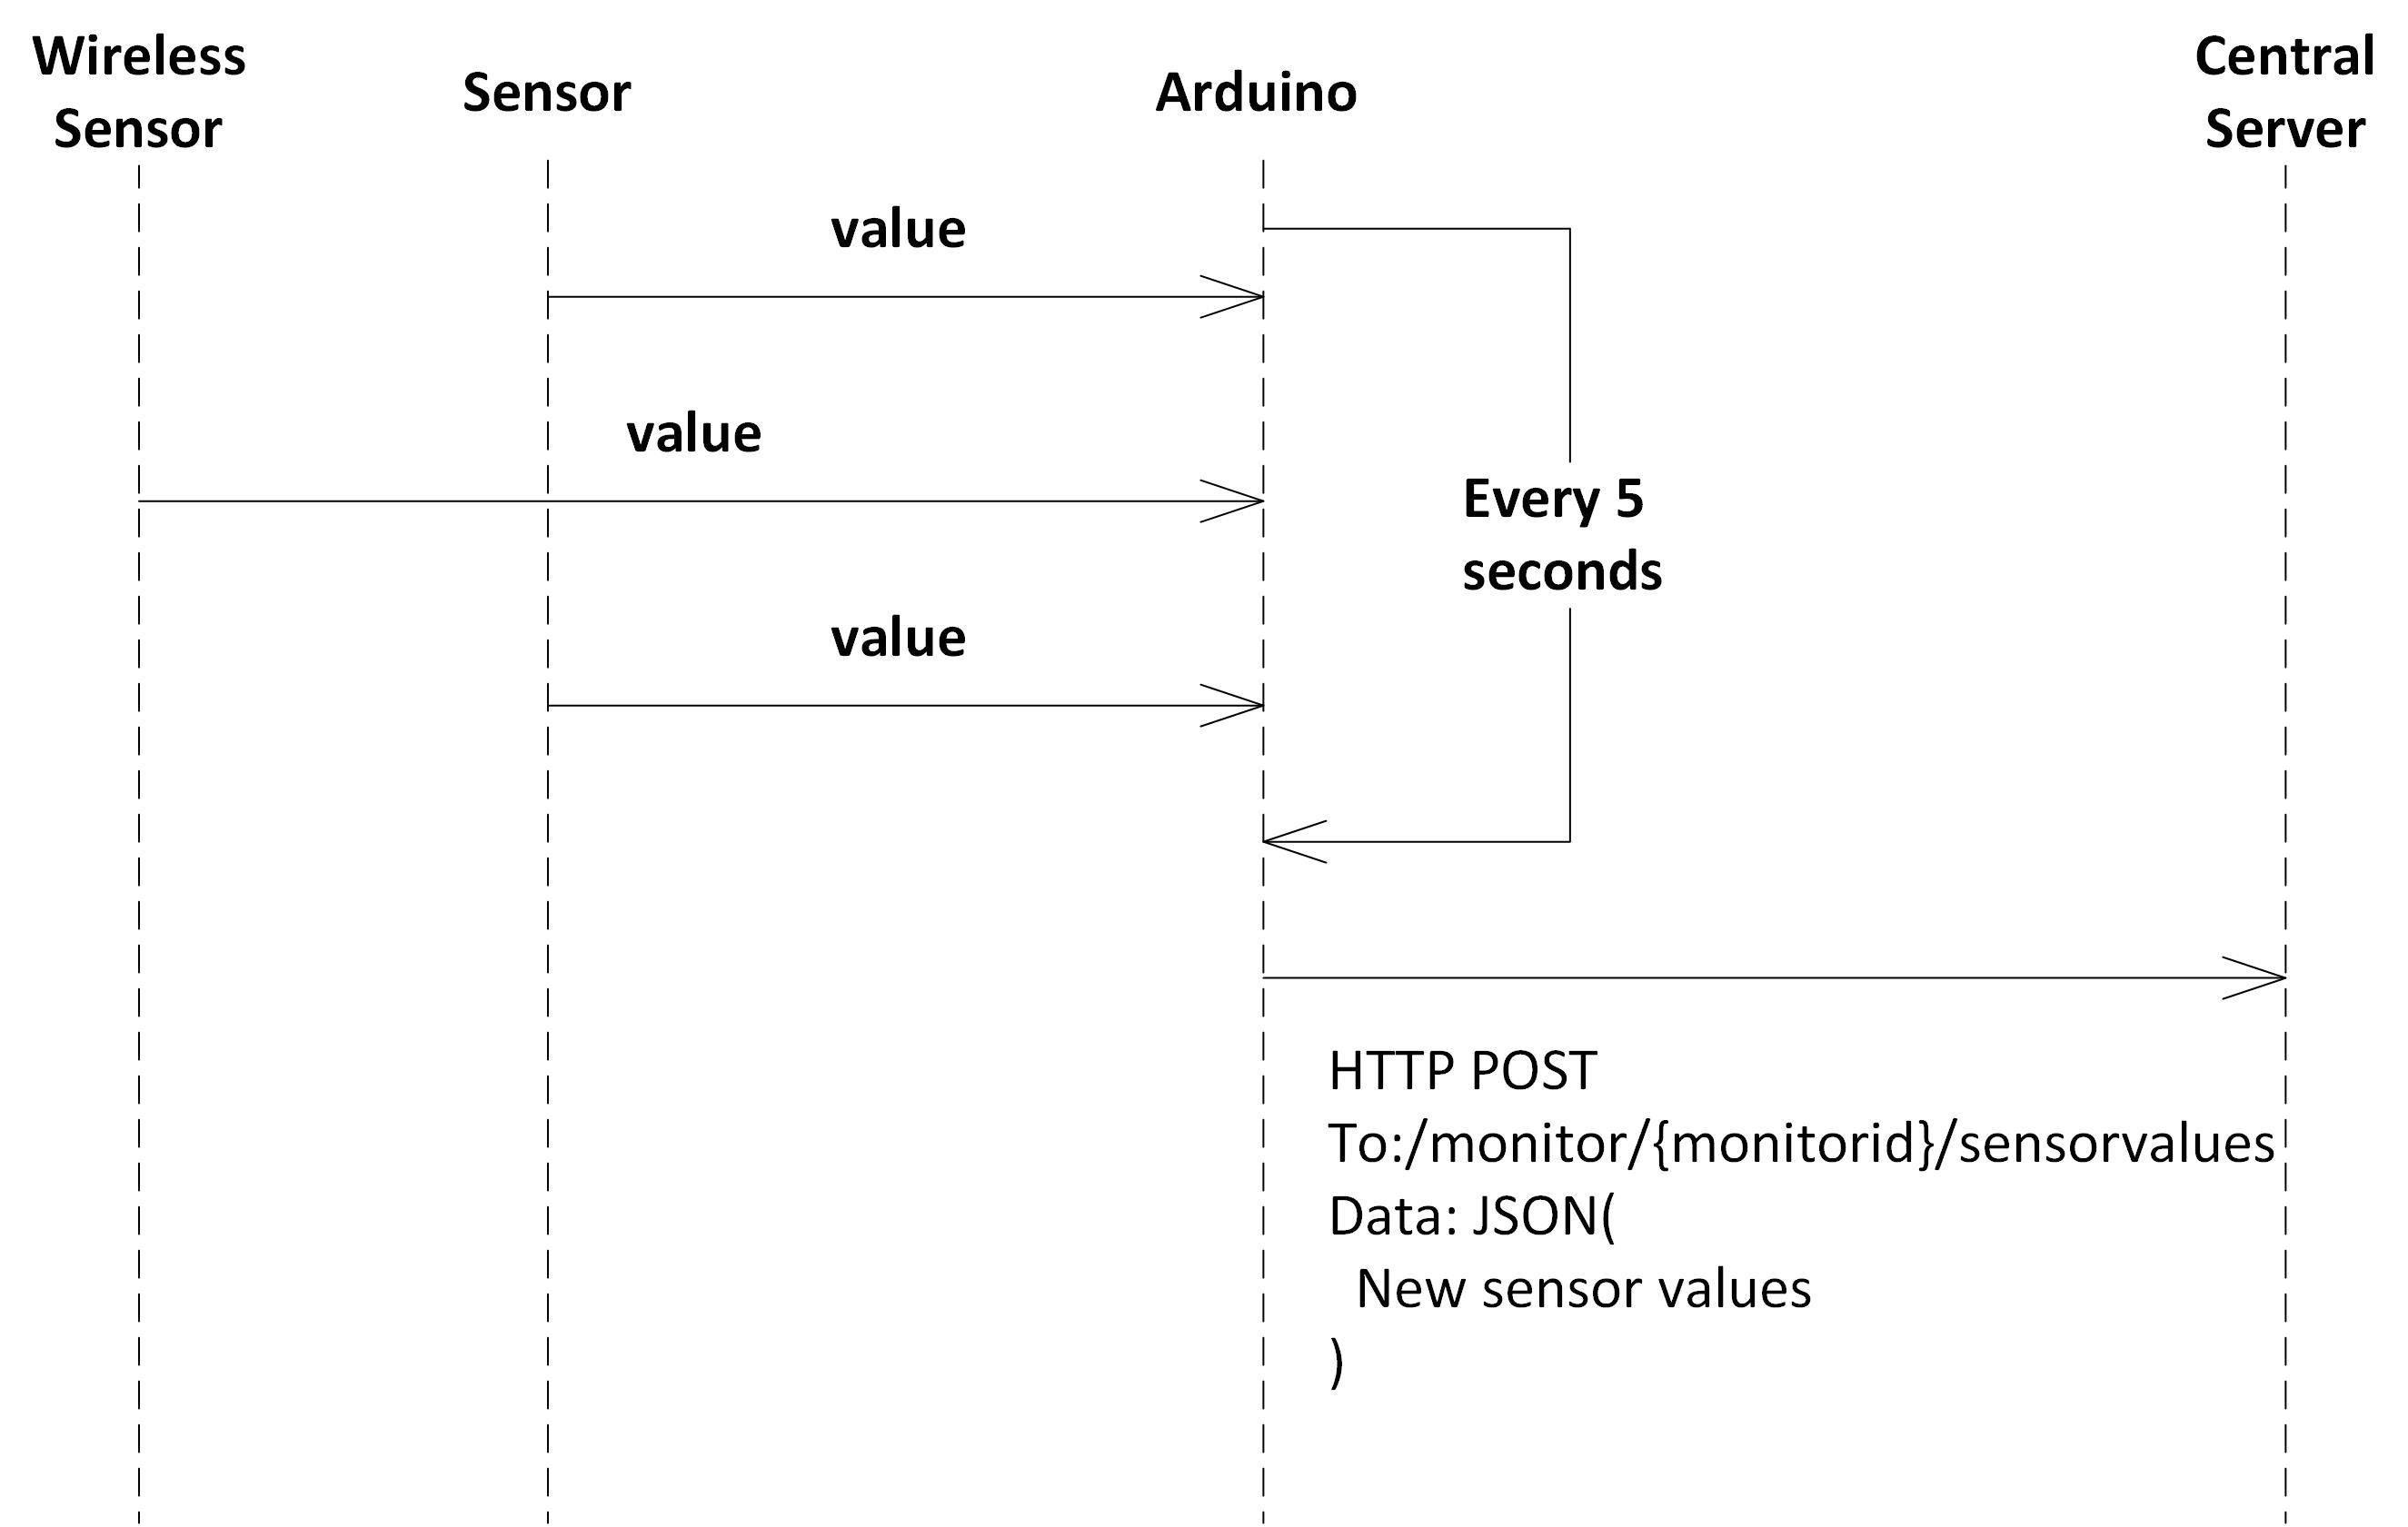 Wireless
Sensor
Sensor
Arduino
Central
Server
value
value
Every 5
seconds
value
HTTP POST
To:/monitor/{monitorid}/sensorvalues
Data: JSON(
  New sensor values
)